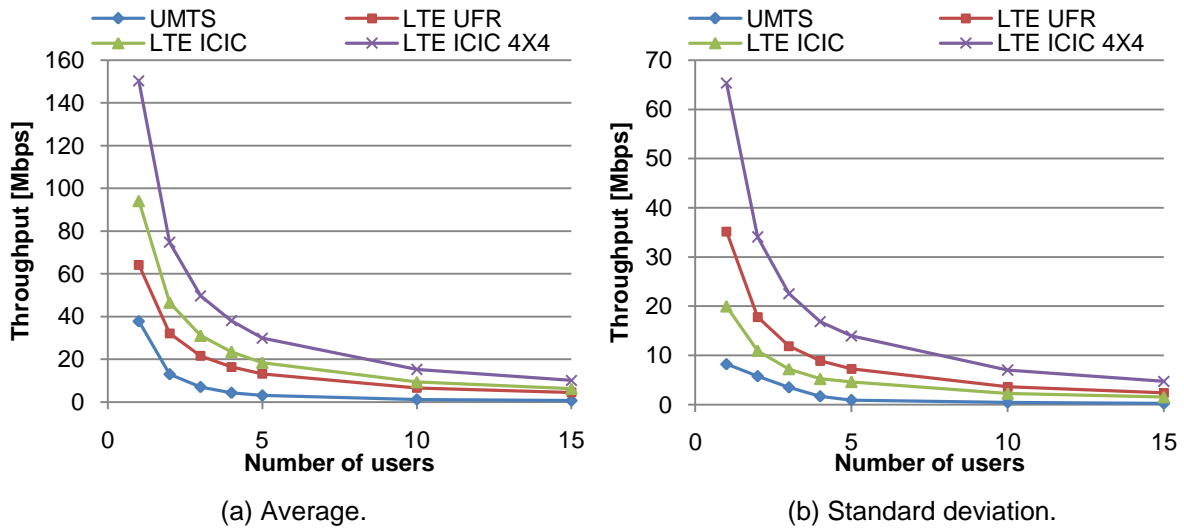 UMTS LTE UFR
LTE ICIC LTE ICIC 4X4
160
140
120
100
80
60
40
20
0
0 5 10 15
Throughput [Mbps]
Number of users
(a) Average.
UMTS LTE UFR
LTE ICIC LTE ICIC 4X4
70
60
50
40
30
20
10
0
0 5 10 15
Throughput [Mbps]
Number of users
(b) Standard deviation.